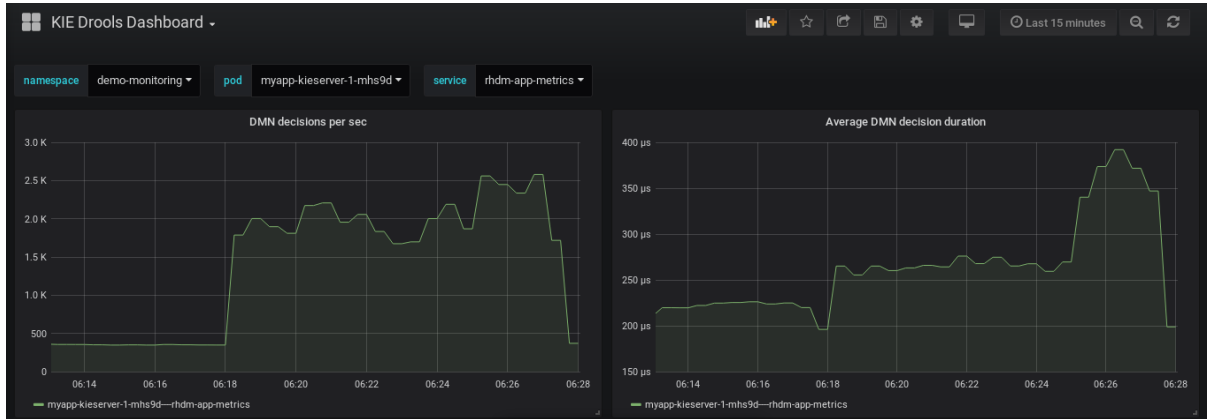 KIE Drools Dashboard
Last 15 minutes
namespace demo-monitoring pod myapp-kieserver-1-mhs9d service rhdm-app-metrics
DMN decisions per sec
3.0 K
2.5 K
2.0 K
1.5 K
1.0 K
500
0
06:14 06:16 06:18 06:20 06:22 06:24 06:26 06:28
myapp-kieserver-1-mhs9d—rhdm-app-metrics
Average DMN decision duration
400 µs
350 µs
300 µs
250 µs
200 µs
150 µs
06:14 06:16 06:18 06:20 06:22 06:24 06:26 06:28
myapp-kieserver-1-mhs9d—rhdm-app-metrics